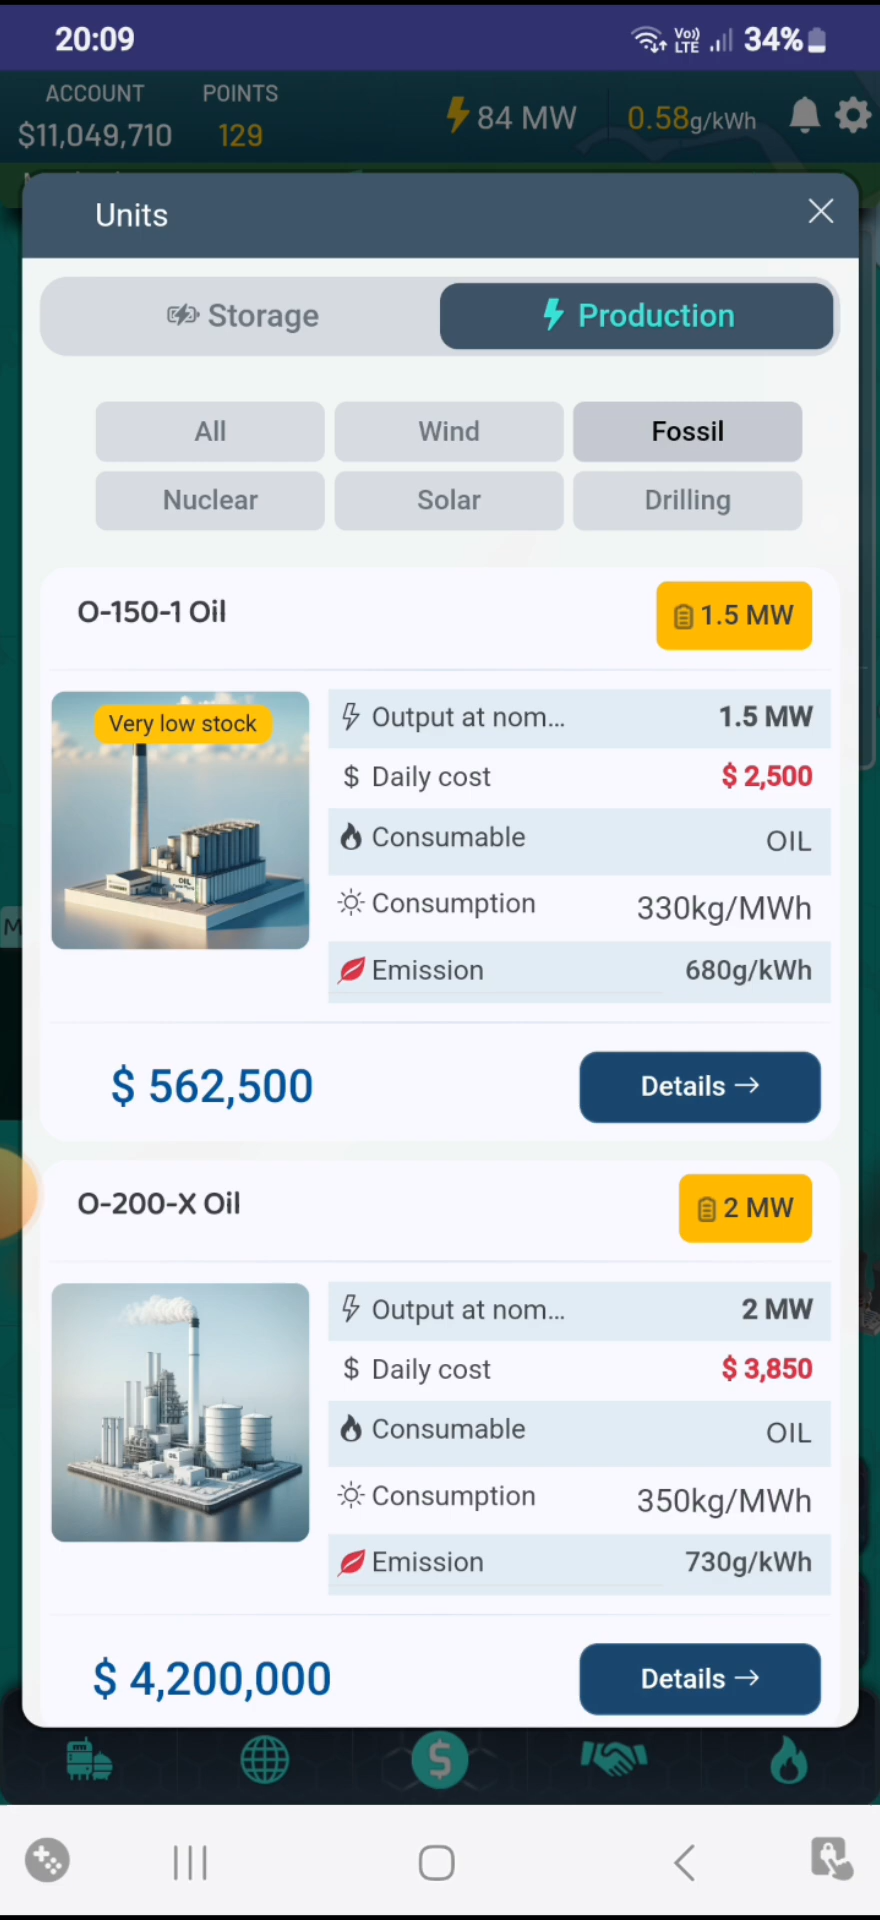 20:09
Vo)) LTE 34%
ACCOUNT POINTS
$11,049,710 129 84 MW 0.58g/kWh
Units
Storage Production
All Wind Fossil
Nuclear Solar Drilling
O-150-1 Oil 1.5 MW
Very low stock
Output at nom... 1.5 MW
$ Daily cost $ 2,500
Consumable OIL
Consumption 330kg/MWh
OIL
Emission 680g/kWh
$ 562,500 Details →
O-200-X Oil 2 MW
Output at nom... 2 MW
$ Daily cost $ 3,850
Consumable OIL
Consumption 350kg/MWh
Emission 730g/kWh
$ 4,200,000 Details →
$